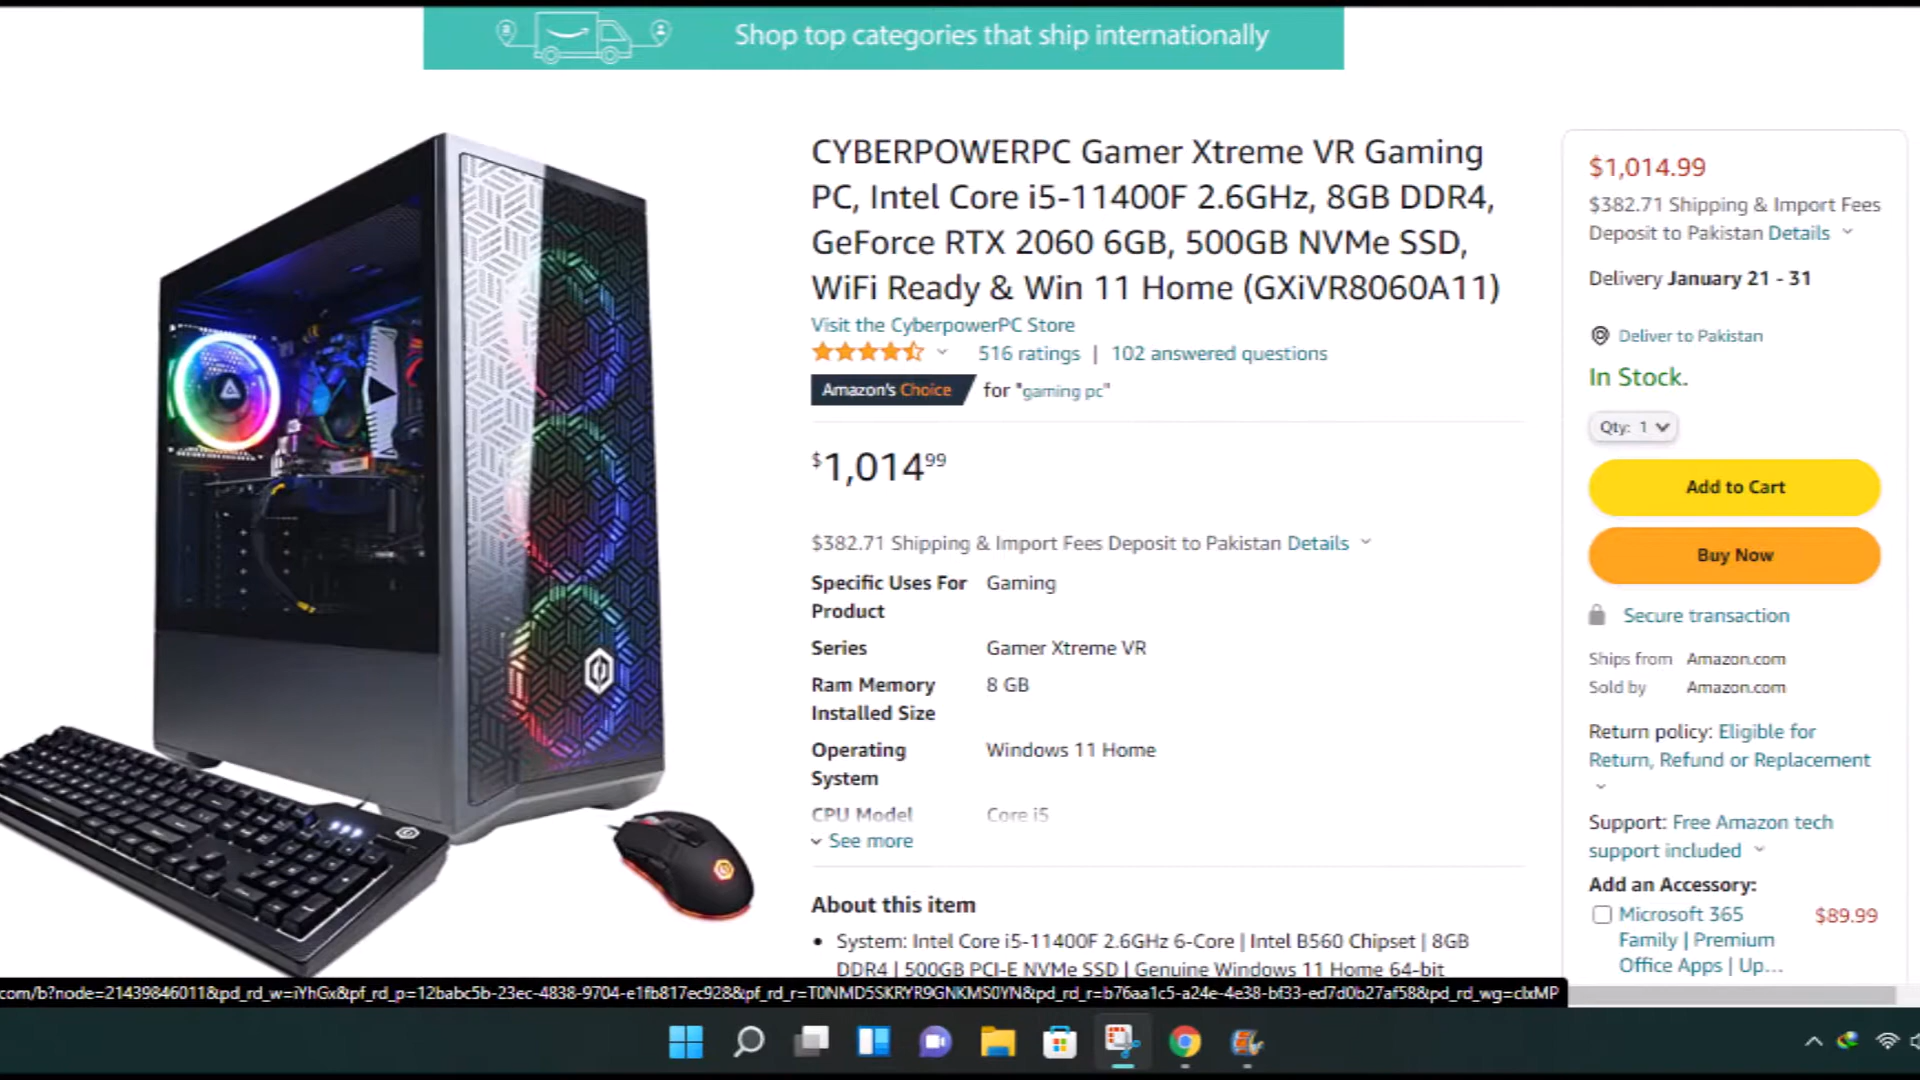 Shop top categories that ship internationally
CYBERPOWERPC Gamer Xtreme VR Gaming
PC, Intel Core i5-11400F 2.6GHz, 8GB DDR4,
GeForce RTX 2060 6GB, 500GB NVMe SSD,
WiFi Ready & Win 11 Home (GXiVR8060A11)
Visit the CyberpowerPC Store
516 ratings | 102 answered questions
Amazon's Choice for "gaming pc"
$1,014.99
$382.71 Shipping & Import Fees Deposit to Pakistan Details
Specific Uses For Gaming
Product
Series Gamer Xtreme VR
Ram Memory 8 GB
Installed Size
Operating Windows 11 Home
System
CPU Model Core i5
See more
About this item
• System: Intel Core i5-11400F 2.6GHz 6-Core | Intel B560 Chipset | 8GB
DDR4 | 500GB PCI-E NVMe SSD | Genuine Windows 11 Home 64-bit
$1,014.99
$382.71 Shipping & Import Fees
Deposit to Pakistan Details
Delivery January 21 - 31
Deliver to Pakistan
In Stock.
Qty: 1
Add to Cart
Buy Now
Secure transaction
Ships from Amazon.com
Sold by Amazon.com
Return policy: Eligible for
Return, Refund or Replacement
Support: Free Amazon tech
support included
Add an Accessory:
Microsoft 365 $89.99
Family | Premium
Office Apps | Up...
com/b?node=21439846011&pd_rd_w=iYhGx&pf_rd_p=12babc5b-23ec-4838-9704-e1fb817ec928&pf_rd_r=T0NMD5SKRYR9GNKMS0YN&pd_rd_r=b76aa1c5-a24e-4e38-bf33-ed7d0b27af58&pd_rd_wg=clxMP